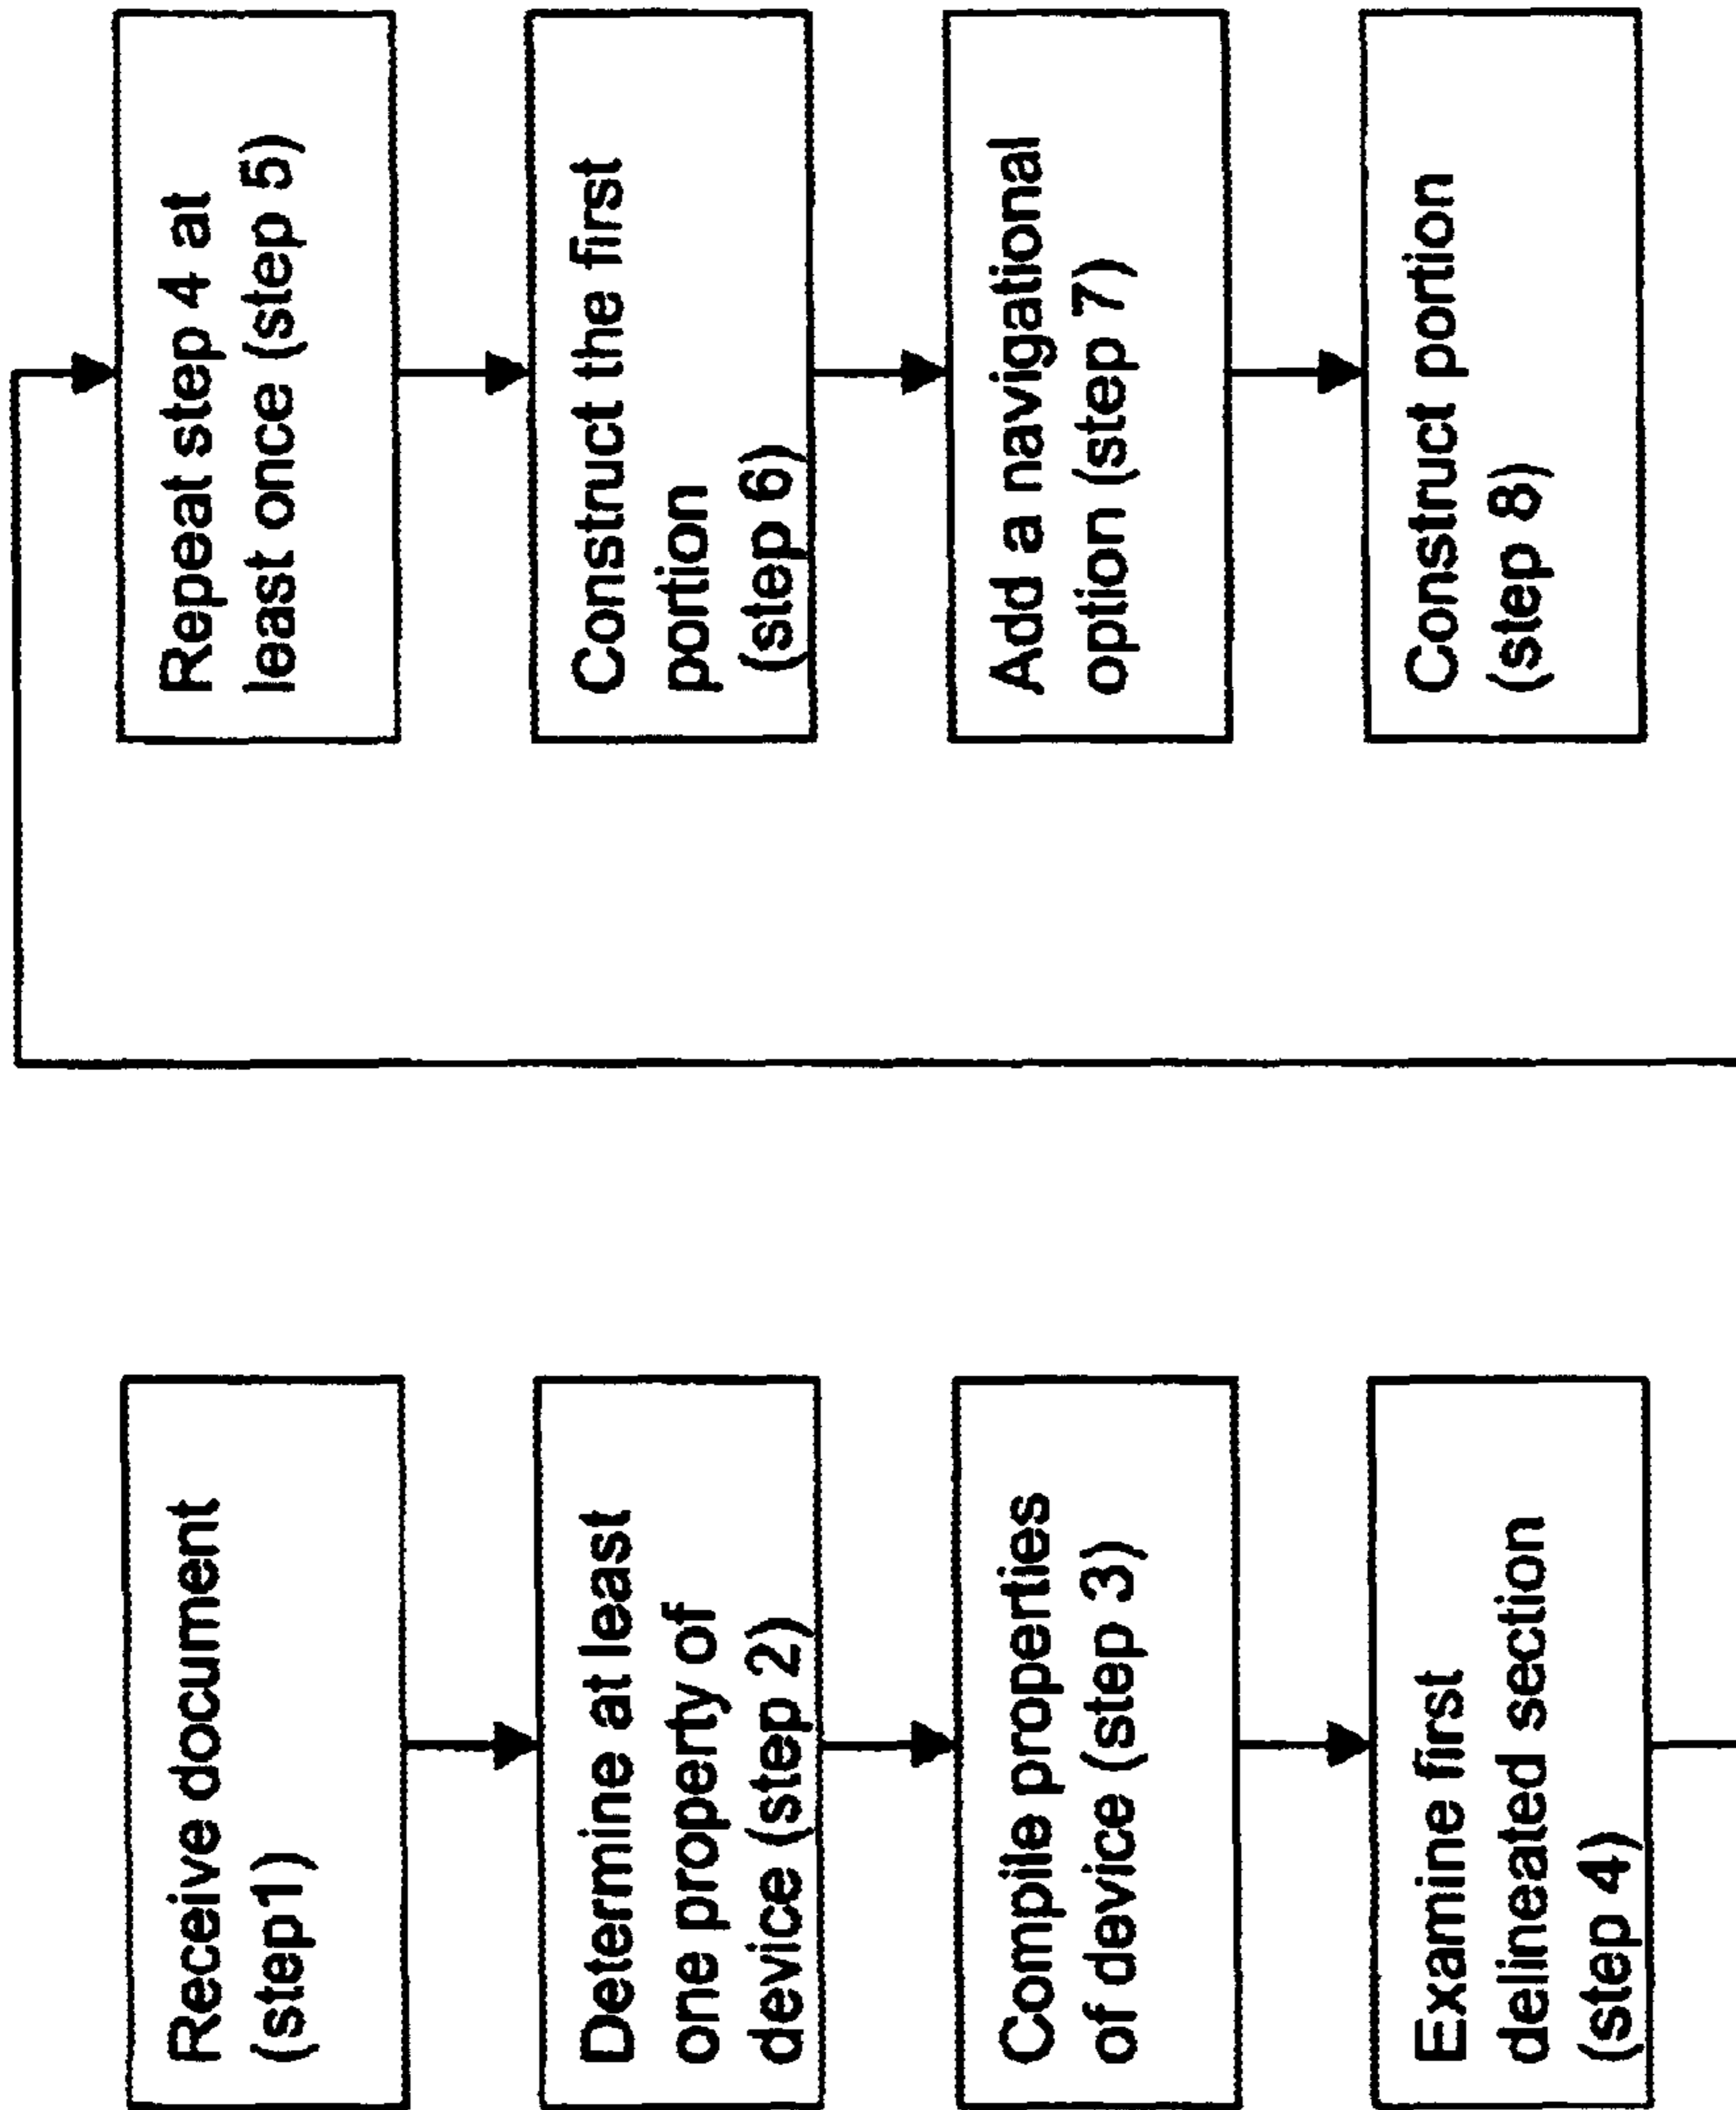 Receive document
(step1)
Determine at least
one property of
device (step 2)
Compile properties
of device (step 3)
Examine first
delineated section
(step 4)
Repeat step 4 at
least once (step 5)
Construct the first
portion
(step 6)
Add a navigational
option (step 7)
Construct portion
(step 8)